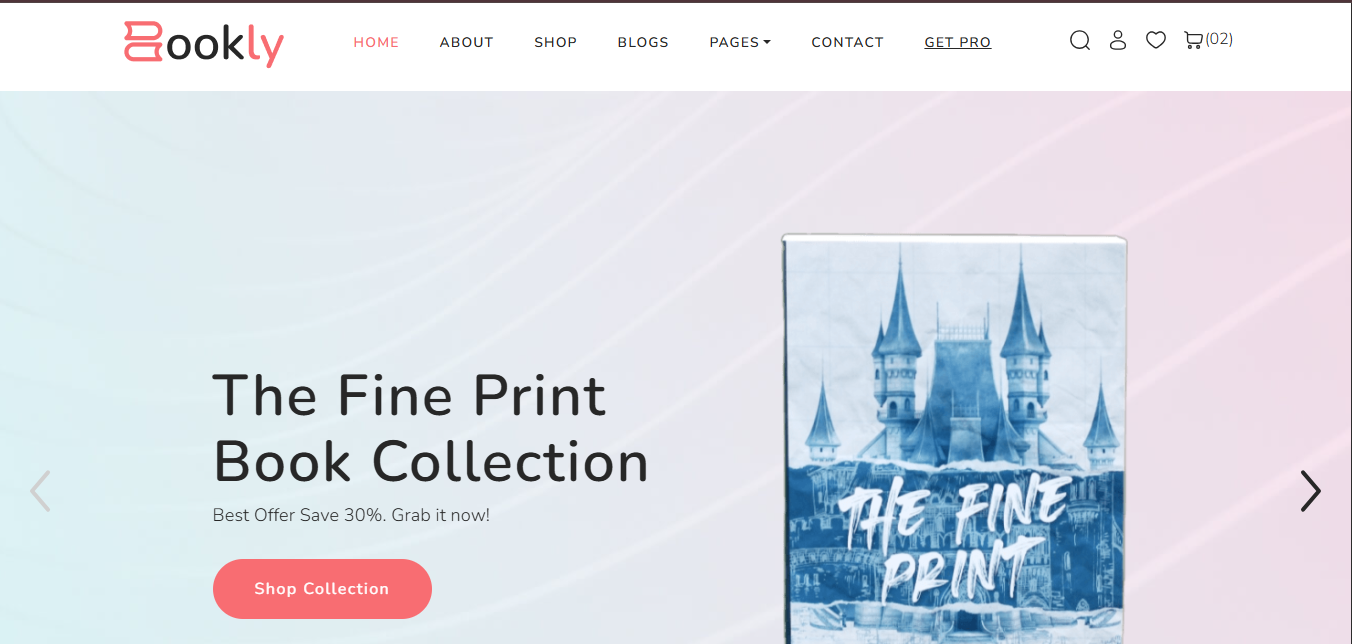 Bookly
HOME ABOUT SHOP BLOGS PAGES CONTACT GET PRO (02)
The Fine Print
Book Collection
Best Offer Save 30%. Grab it now!
Shop Collection
THE FINE
PRINT